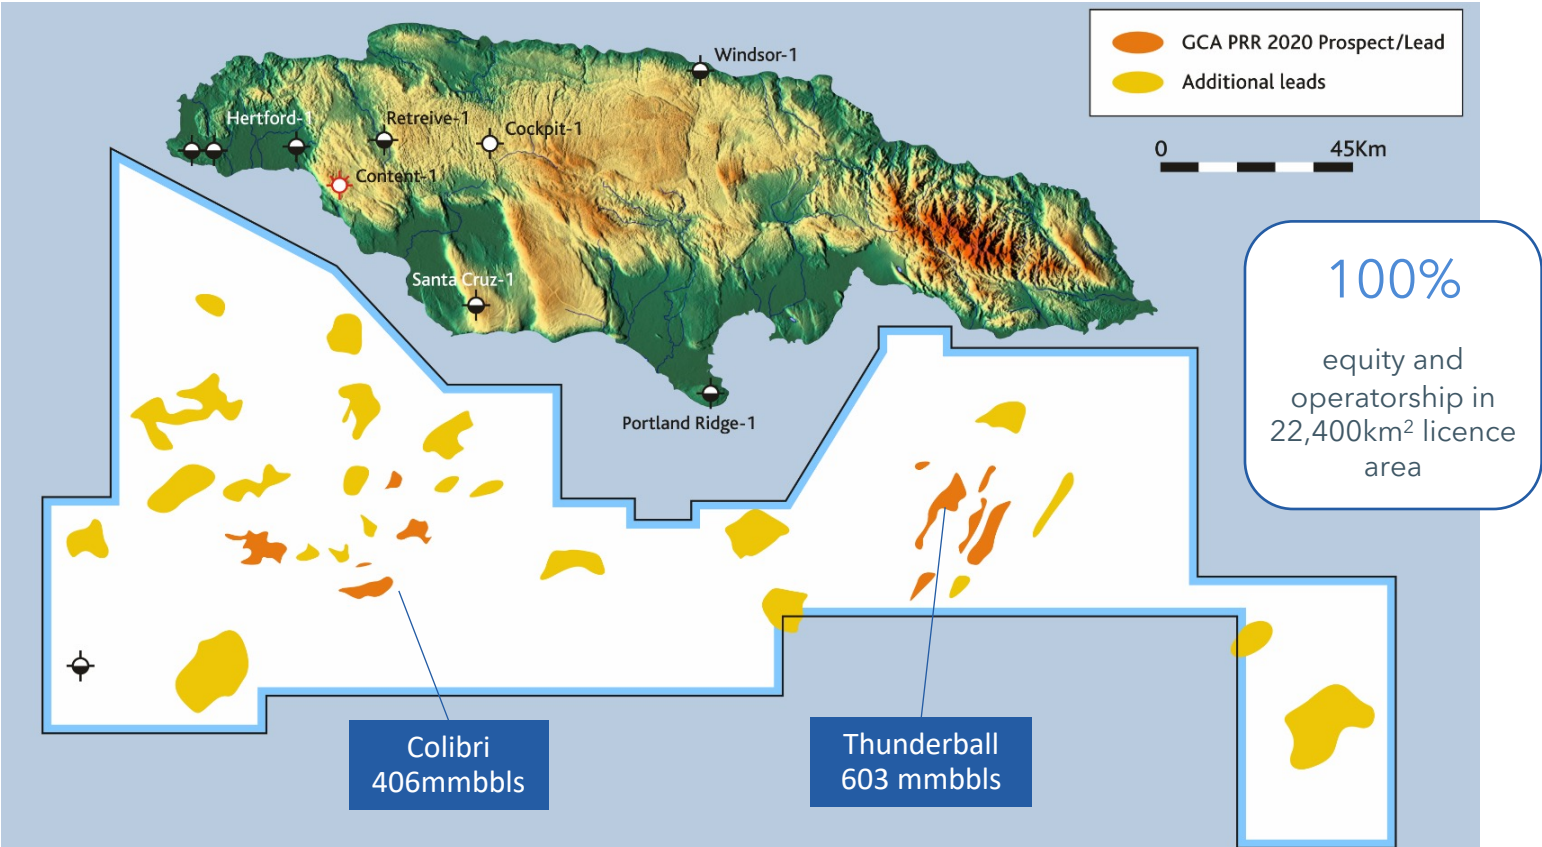 Windsor-1
GCA PRR 2020 Prospect/Lead
Additional leads
0 45Km
Hertford-1
Retreive-1
Cockpit-1
Content-1
Santa Cruz-1
Portland Ridge-1
100%
equity and
operatorship in
22,400km² licence
area
Colibri
406mmbbls
Thunderball
603 mmbbls